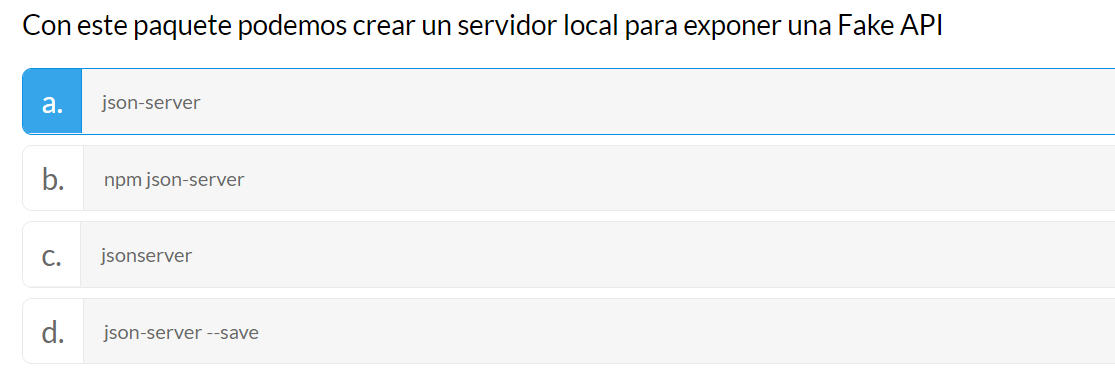 Con este paquete podemos crear un servidor local para exponer una Fake API
a. json-server
b. npm json-server
c. jsonserver
d. json-server --save